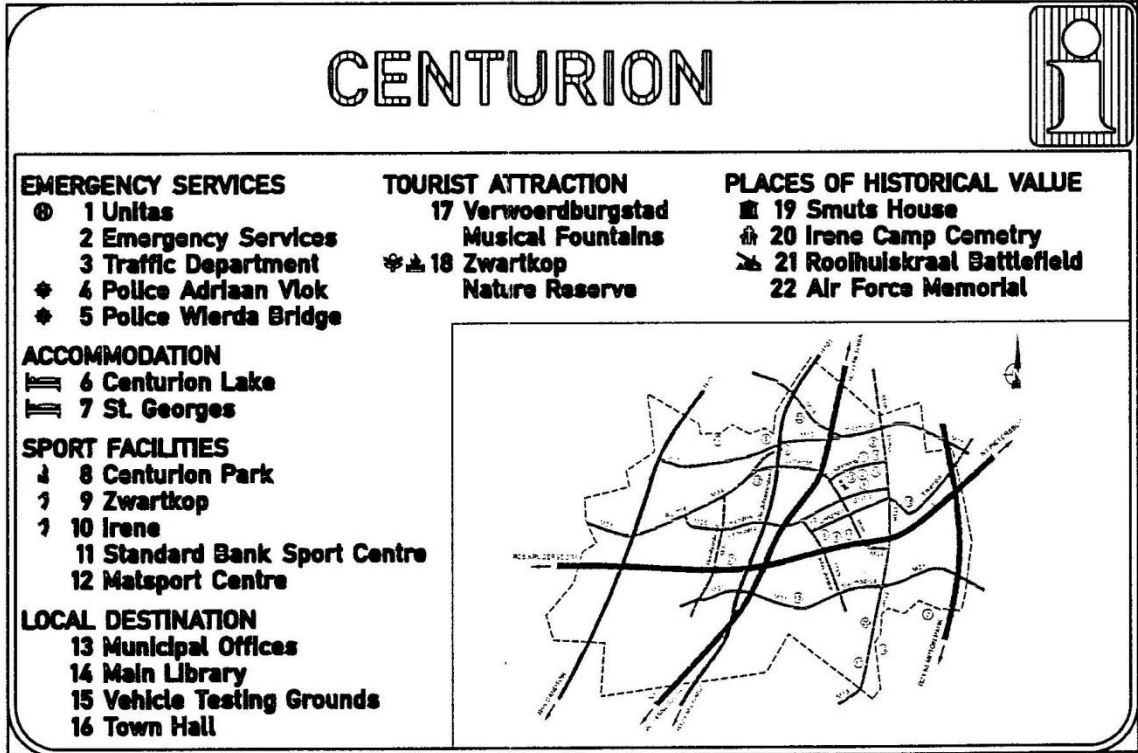 CENTURION
i
EMERGENCY SERVICES
1 Unitas
2 Emergency Services
3 Traffic Department
4 Police Adriaan Vlok
5 Police Wierda Bridge
ACCOMMODATION
6 Centurion Lake
7 St. Georges
SPORT FACILITIES
8 Centurion Park
9 Zwartkop
10 Irene
11 Standard Bank Sport Centre
12 Matsport Centre
LOCAL DESTINATION
13 Municipal Offices
14 Main Library
15 Vehicle Testing Grounds
16 Town Hall
TOURIST ATTRACTION
17 Verwoerdburgstad
Musical Fountains
18 Zwartkop
Nature Reserve
PLACES OF HISTORICAL VALUE
19 Smuts House
20 Irene Camp Cemetry
21 Rooihuiskraal Battlefield
22 Air Force Memorial